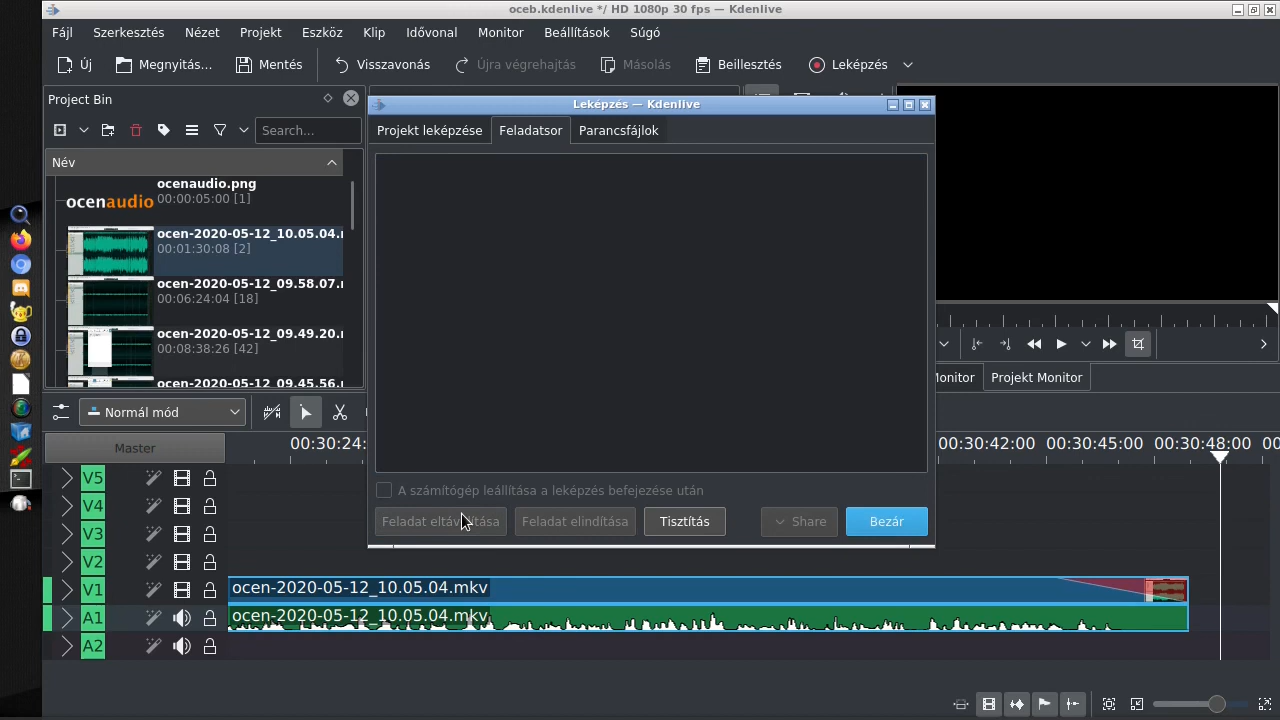 oceb.kdenlive */ HD 1080p 30 fps — Kdenlive
Fájl Szerkesztés Nézet Projekt Eszköz Klip Idővonal Monitor Beállítások Súgó
Új Megnyitás... Mentés Visszavonás Újra végrehajtás Másolás Beillesztés Leképzés
Project Bin
Leképzés — Kdenlive
Projekt leképzése Feladatsor Parancsfájlok
Search...
Név
ocenaudio.png
00:00:05:00 [1]
ocenaudio
ocen-2020-05-12_10.05.04.
00:01:30:08 [2]
ocen-2020-05-12_09.58.07.
00:06:24:04 [18]
ocen-2020-05-12_09.49.20.
00:08:38:26 [42]
ocen-2020-05-12_09.45.56.
Monitor Projekt Monitor
Normál mód
Master
00:30:24: 00:30:42:00 00:30:45:00 00:30:48:00 00
A számítógép leállítása a leképzés befejezése után
Feladat eltávolítása Feladat elindítása Tisztítás Share Bezár
V5
V4
V3
V2
V1 ocen-2020-05-12_10.05.04.mkv
A1 ocen-2020-05-12_10.05.04.mkv
A2